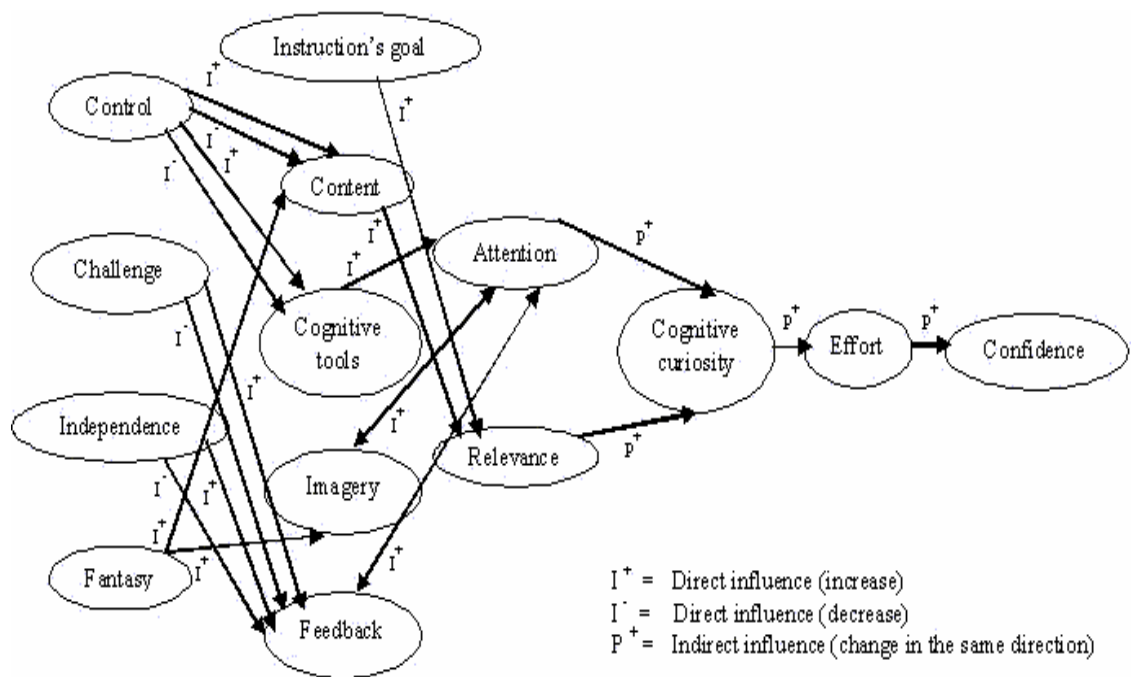 Instruction's goal
I+
Control
I+
I-
I+
I-
Content
I+
I+
Challenge
Attention
P+
I+
Cognitive
tools
I-
I+
Cognitive
curiosity
P+
Effort
P+
Confidence
Independence
I+
Relevance
P+
Imagery
I-
I+
I+
Fantasy
I+
I+
Feedback
I+ = Direct influence (increase)
I- = Direct influence (decrease)
P+ = Indirect influence (change in the same direction)